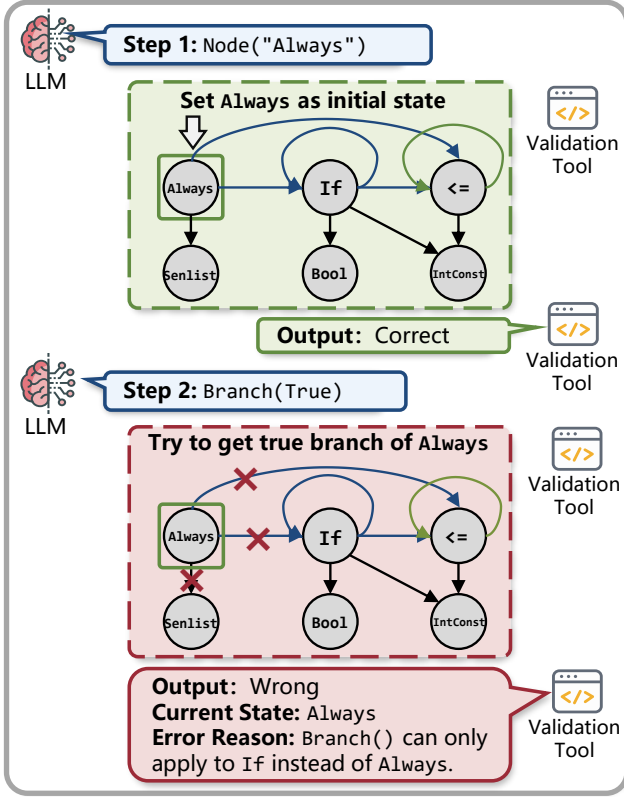 Step 1: Node("Always")
LLM
Set Always as initial state
</>
Validation
Tool
Always
If
<=
Senlist
Bool
IntConst
Output: Correct
</>
Validation
Tool
Step 2: Branch(True)
LLM
Try to get true branch of Always
</>
Validation
Tool
Always
If
<=
Senlist
Bool
IntConst
Output: Wrong
Current State: Always
Error Reason: Branch() can only
apply to If instead of Always.
</>
Validation
Tool